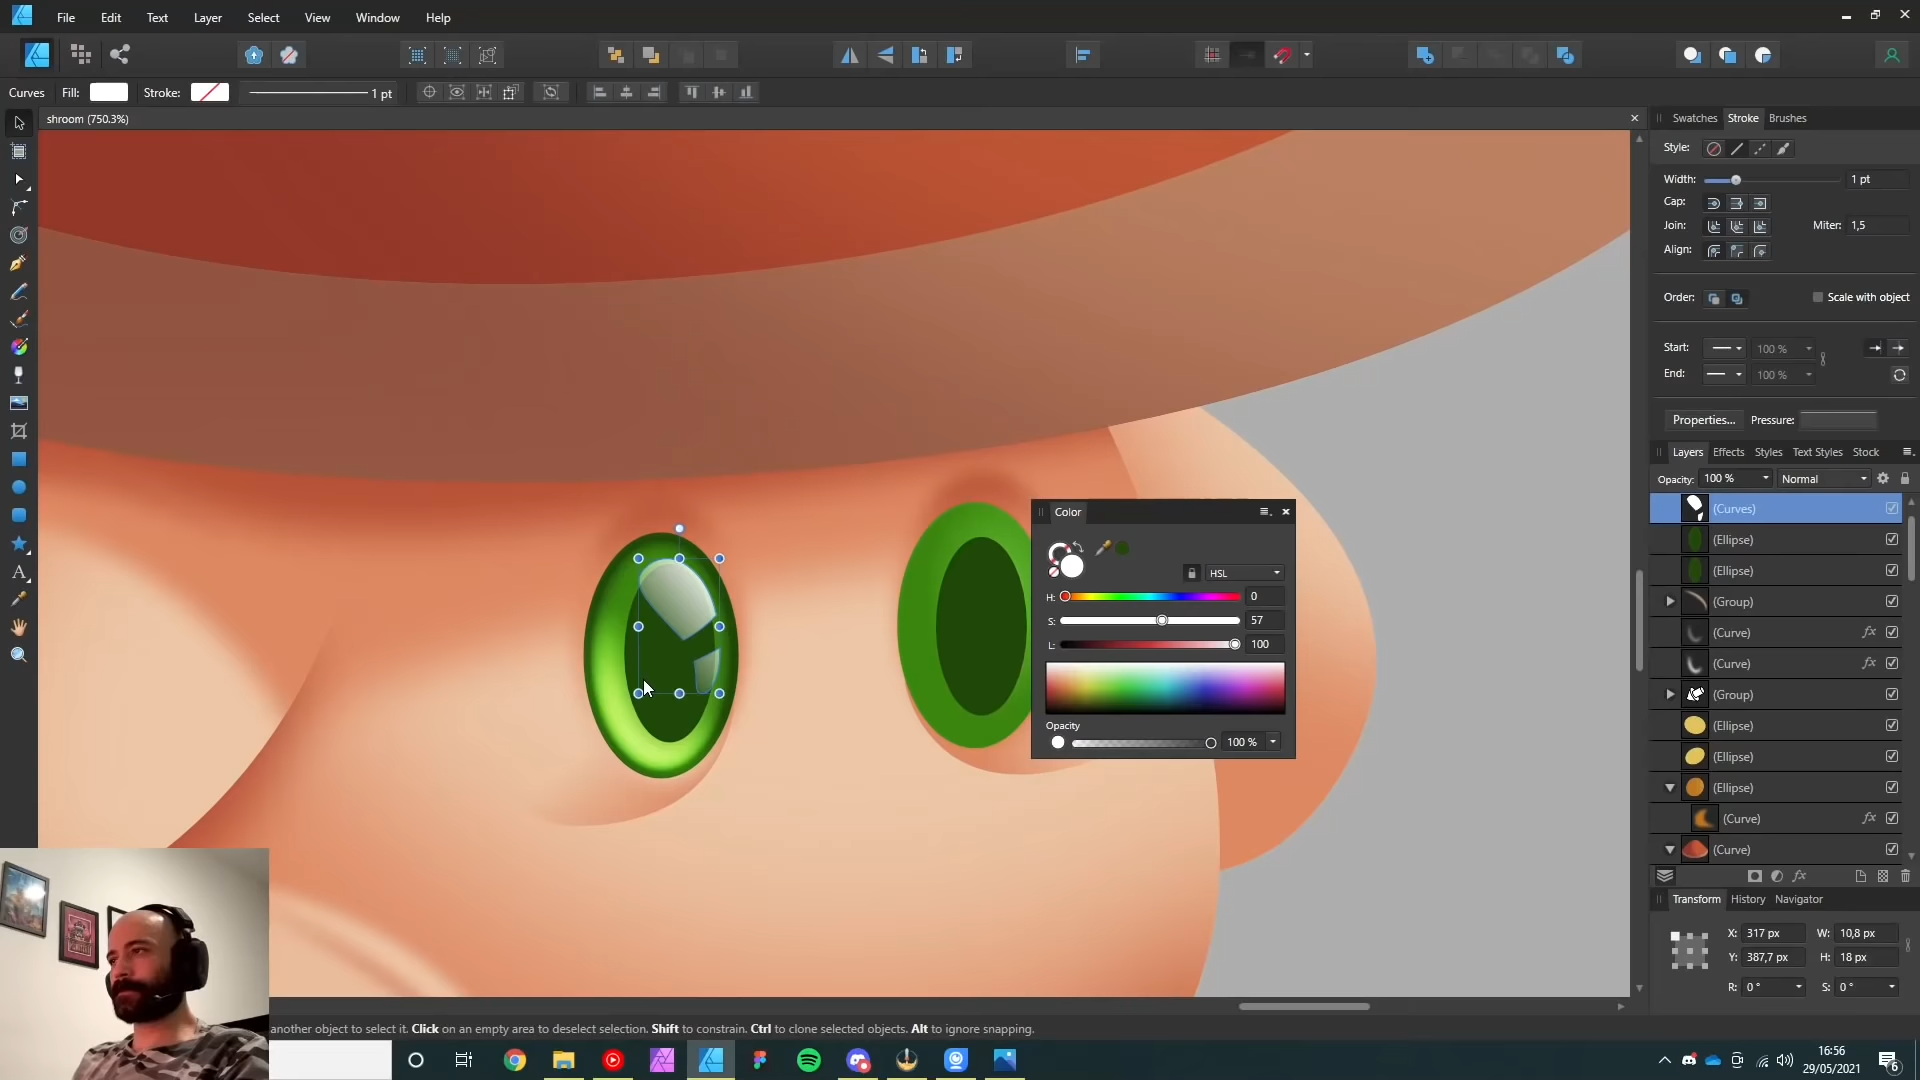 File Edit Text Layer Select View Window Help
Curves Fill: Stroke: 1 pt
shroom (750.3%)
Swatches Stroke Brushes
Style:
Width: 1 pt
Cap:
Join: Miter: 1,5
Align:
Order: Scale with object
Start: 100 %
End: 100 %
Properties... Pressure:
Layers Effects Styles Text Styles Stock
Opacity: 100 % Normal
(Curves)
(Ellipse)
(Ellipse)
(Group)
(Curve) fx
(Curve) fx
(Group)
(Ellipse)
(Ellipse)
(Ellipse)
(Curve) fx
(Curve)
fx
Transform History Navigator
X: 317 px W: 10,8 px
Y: 387,7 px H: 18 px
R: 0 ° S: 0 °
Color
HSL
H: 0
S: 57
L: 100
Opacity
100 %
another object to select it. Click on an empty area to deselect selection. Shift to constrain. Ctrl to clone selected objects. Alt to ignore snapping.
16:56
29/05/2021
6